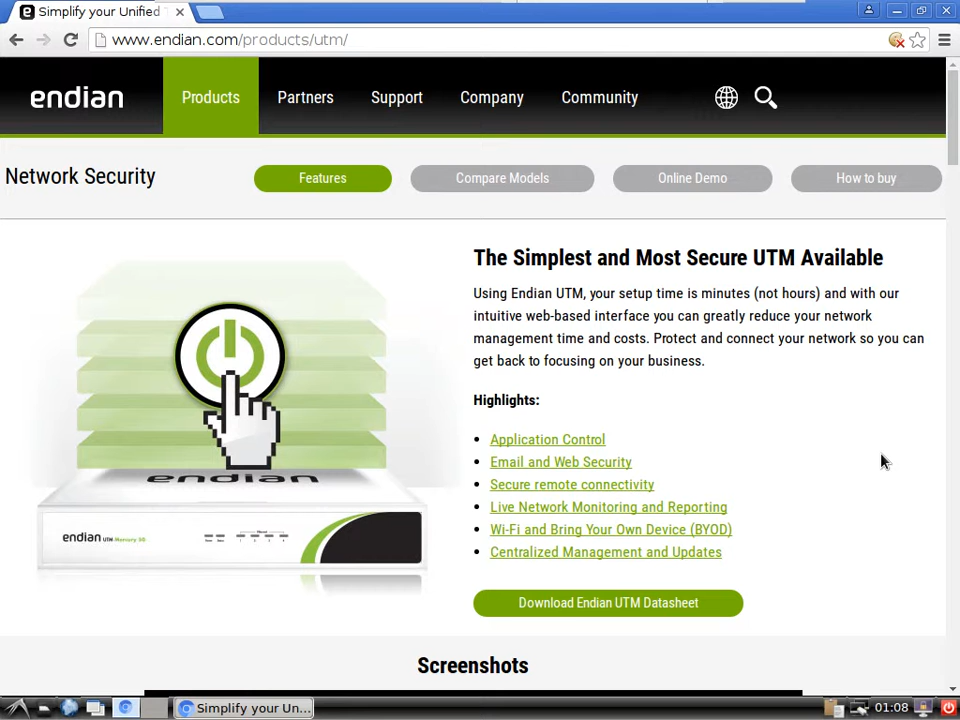 Simplify your Unified T
www.endian.com/products/utm/
endian
Products
Partners
Support
Company
Community
Network Security
Features
Compare Models
Online Demo
How to buy
The Simplest and Most Secure UTM Available
Using Endian UTM, your setup time is minutes (not hours) and with our
intuitive web-based interface you can greatly reduce your network
management time and costs. Protect and connect your network so you can
get back to focusing on your business.
Highlights:
Application Control
Email and Web Security
Secure remote connectivity
Live Network Monitoring and Reporting
Wi-Fi and Bring Your Own Device (BYOD)
Centralized Management and Updates
Download Endian UTM Datasheet
endian
endian UTM Mercury 50
Screenshots
Simplify your Un...
01:08